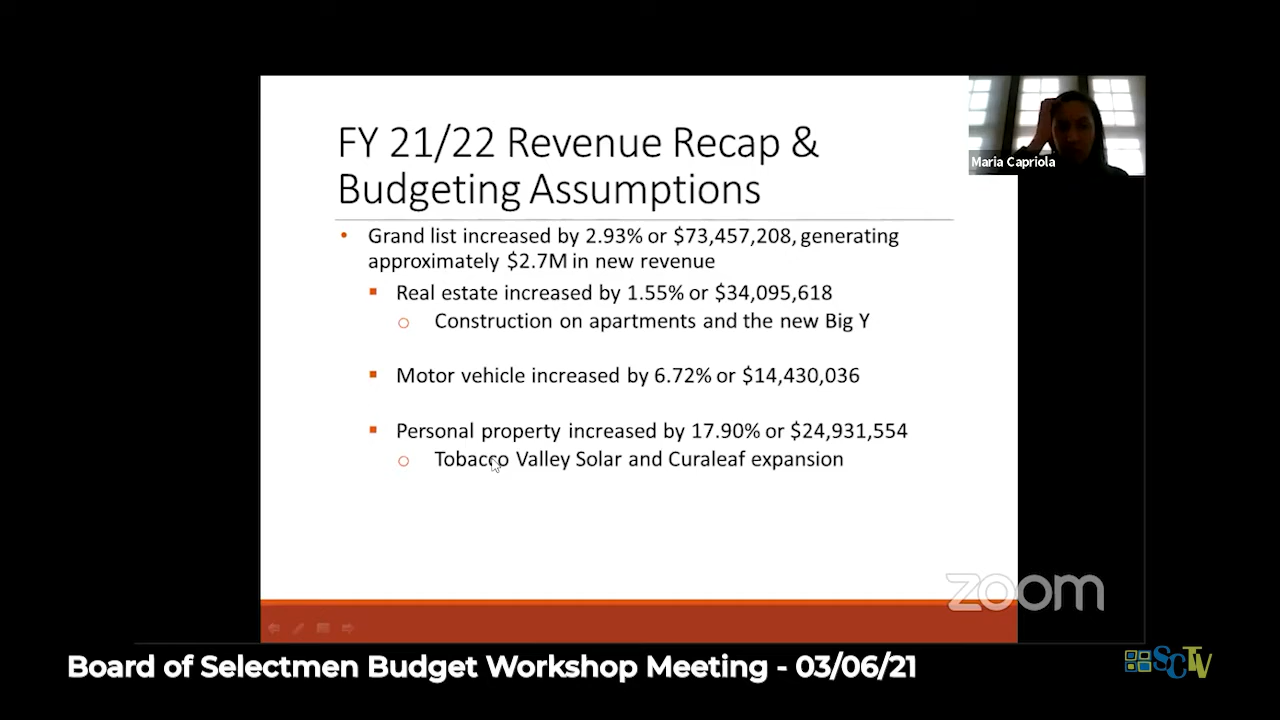 FY 21/22 Revenue Recap &
Budgeting Assumptions
Maria Capriola
• Grand list increased by 2.93% or $73,457,208, generating
approximately $2.7M in new revenue
▪ Real estate increased by 1.55% or $34,095,618
o Construction on apartments and the new Big Y
▪ Motor vehicle increased by 6.72% or $14,430,036
▪ Personal property increased by 17.90% or $24,931,554
o Tobacco Valley Solar and Curaleaf expansion
zoom
Board of Selectmen Budget Workshop Meeting - 03/06/21
SCTV